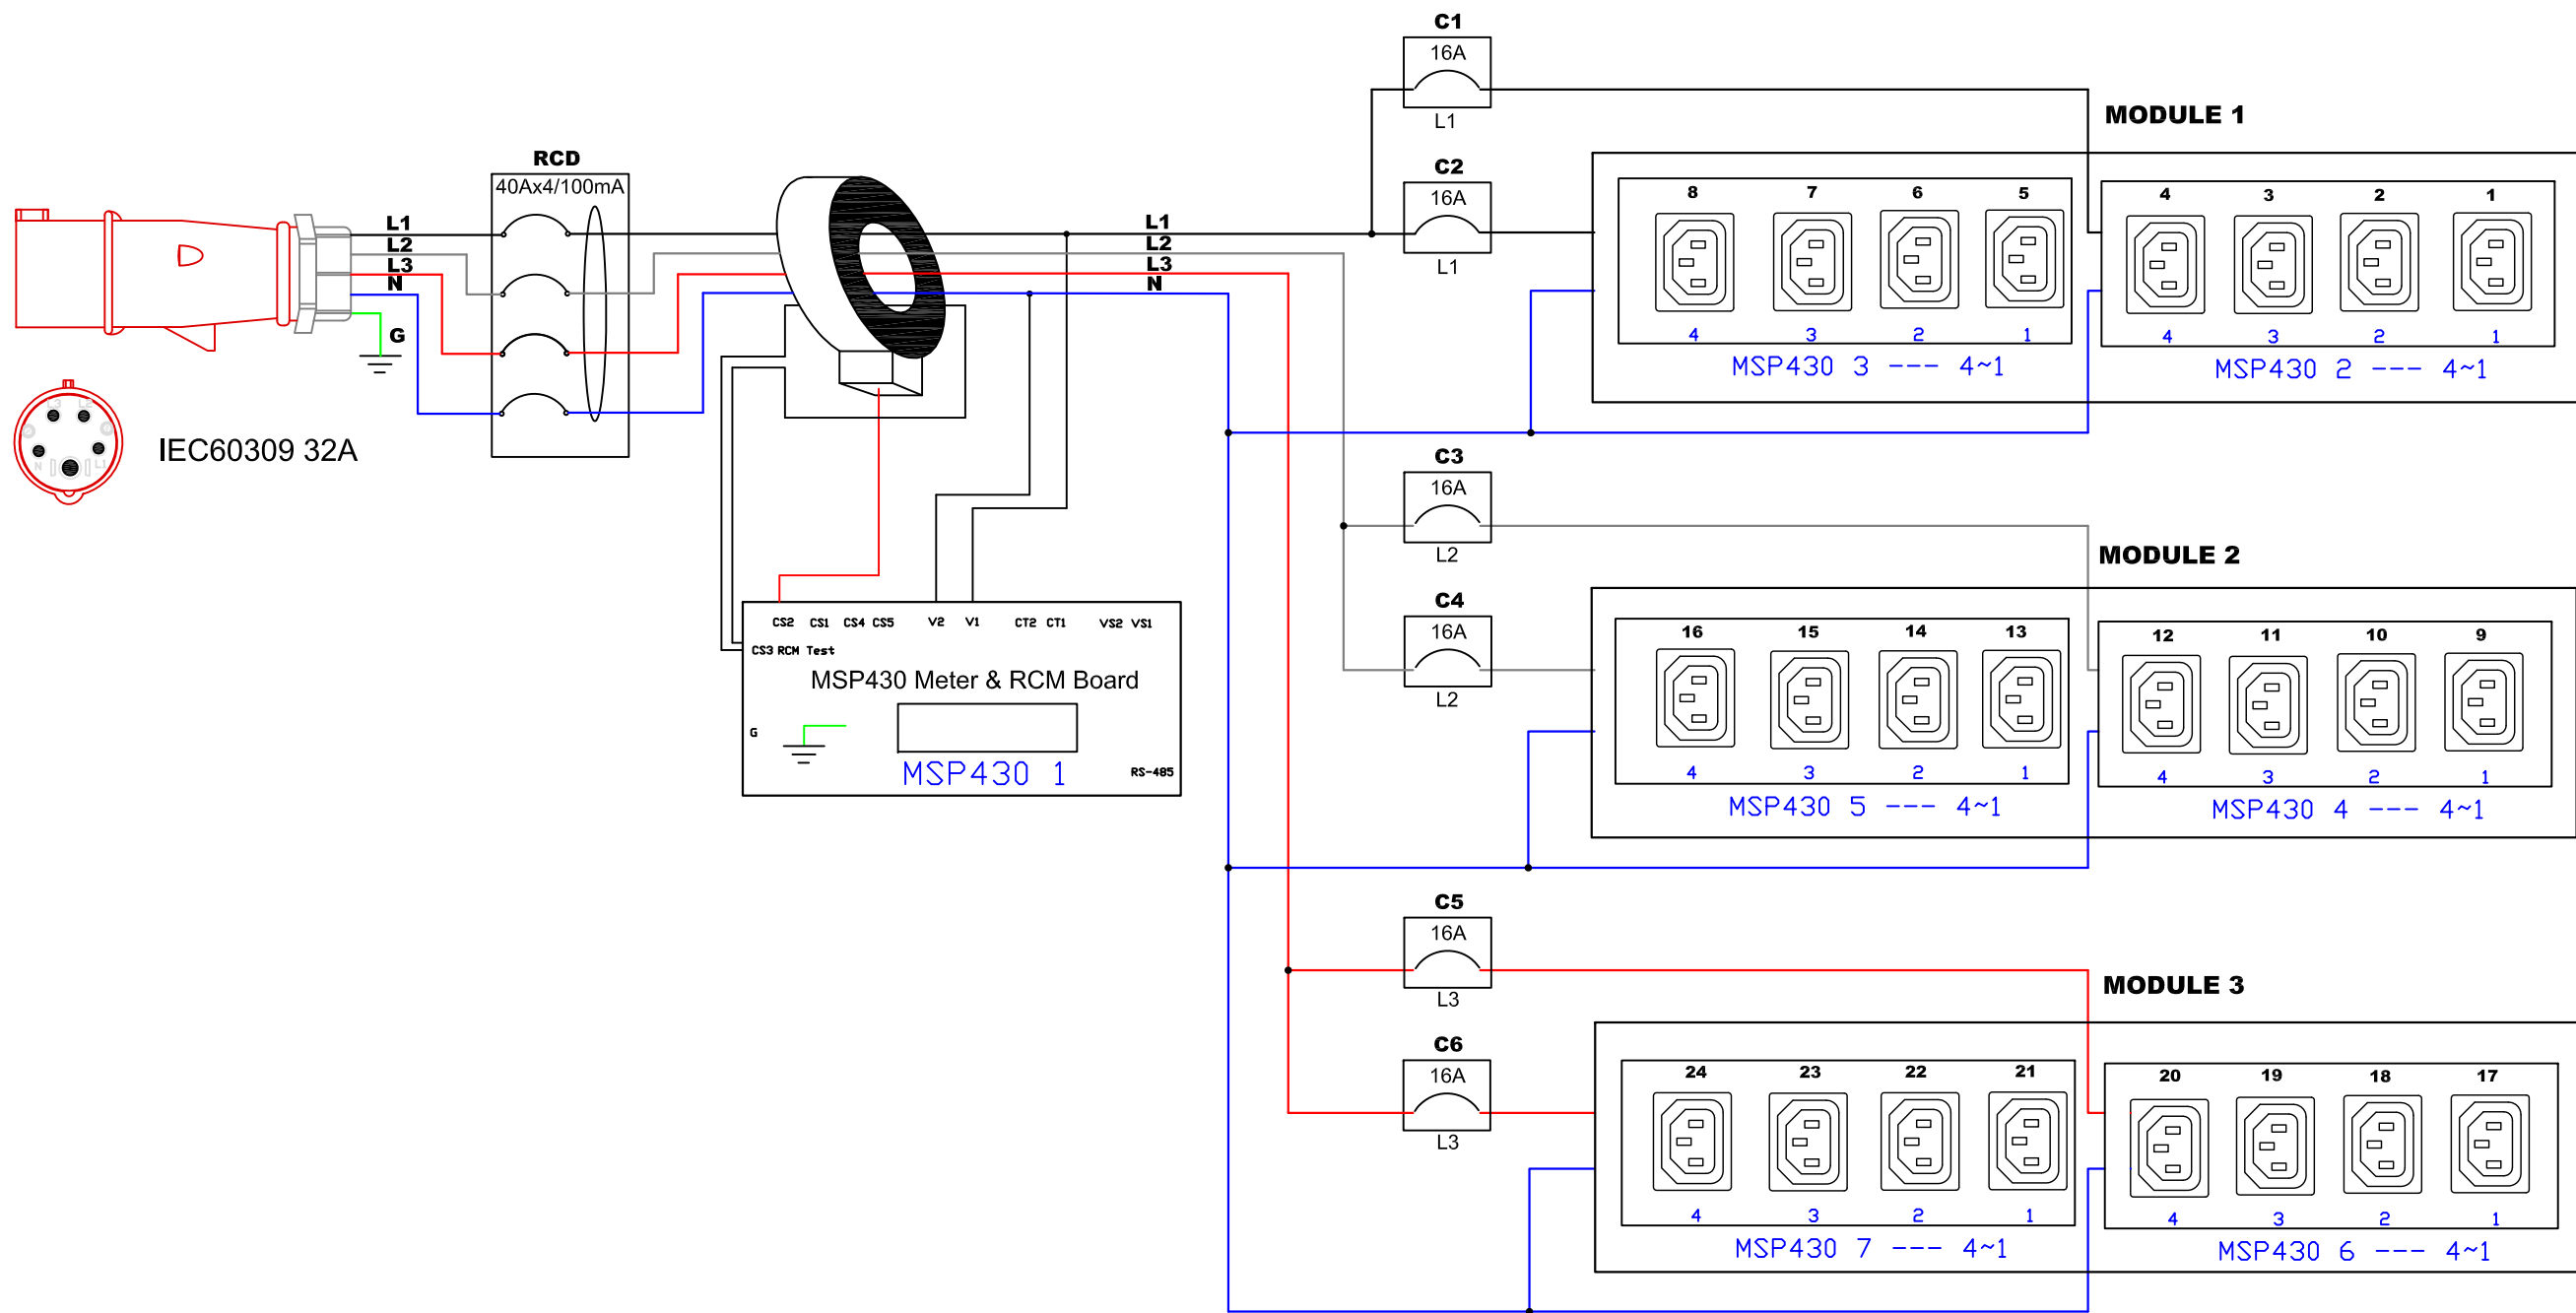 C1
16A
L1
MODULE 1
C2
16A
L1
RCD
40Ax4/100mA
L1
L2
L3
N
G
L1
L2
L3
N
8 7 6 5 4 3 2 1
4 3 2 1 4 3 2 1
MSP430 3 --- 4~1
MSP430 2 --- 4~1
L3 L2
N L1
IEC60309 32A
C3
16A
L2
MODULE 2
C4
16A
L2
CS2 CS1 CS4 CS5 V2 V1 CT2 CT1 VS2 VS1
CS3 RCM Test
MSP430 Meter & RCM Board
G
MSP430 1
RS-485
16 15 14 13 12 11 10 9
4 3 2 1 4 3 2 1
MSP430 5 --- 4~1
MSP430 4 --- 4~1
C5
16A
L3
MODULE 3
C6
16A
L3
24 23 22 21 20 19 18 17
4 3 2 1 4 3 2 1
MSP430 7 --- 4~1
MSP430 6 --- 4~1